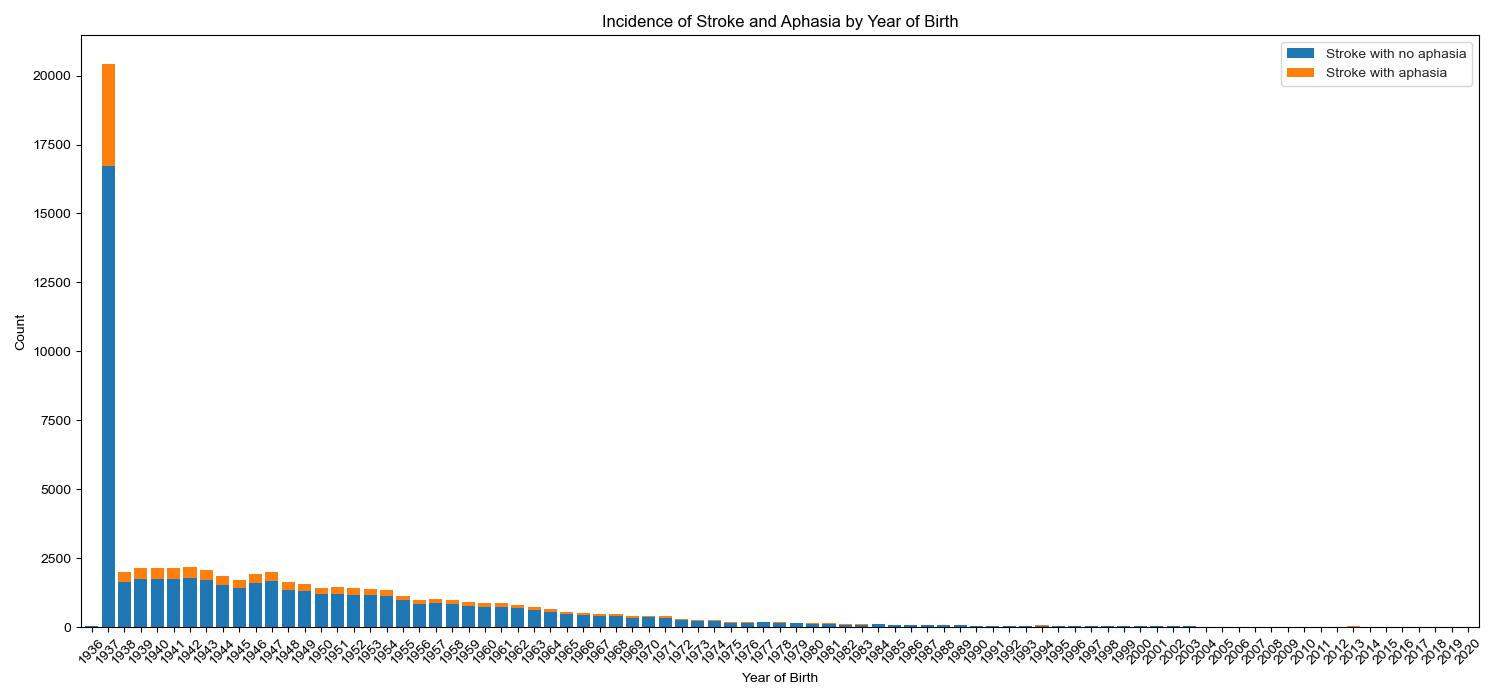 Incidence of Stroke and Aphasia by Year of Birth
Stroke with no aphasia
Stroke with aphasia
Count
20000
17500
15000
12500
10000
7500
5000
2500
0
1936 1937 1938 1939 1940 1941 1942 1943 1944 1945 1946 1947 1948 1949 1950 1951 1952 1953 1954 1955 1956 1957 1958 1959 1960 1961 1962 1963 1964 1965 1966 1967 1968 1969 1970 1971 1972 1973 1974 1975 1976 1977 1978 1979 1980 1981 1982 1983 1984 1985 1986 1987 1988 1989 1990 1991 1992 1993 1994 1995 1996 1997 1998 1999 2000 2001 2002 2003 2004 2005 2006 2007 2008 2009 2010 2011 2012 2013 2014 2015 2016 2017 2018 2019 2020
Year of Birth